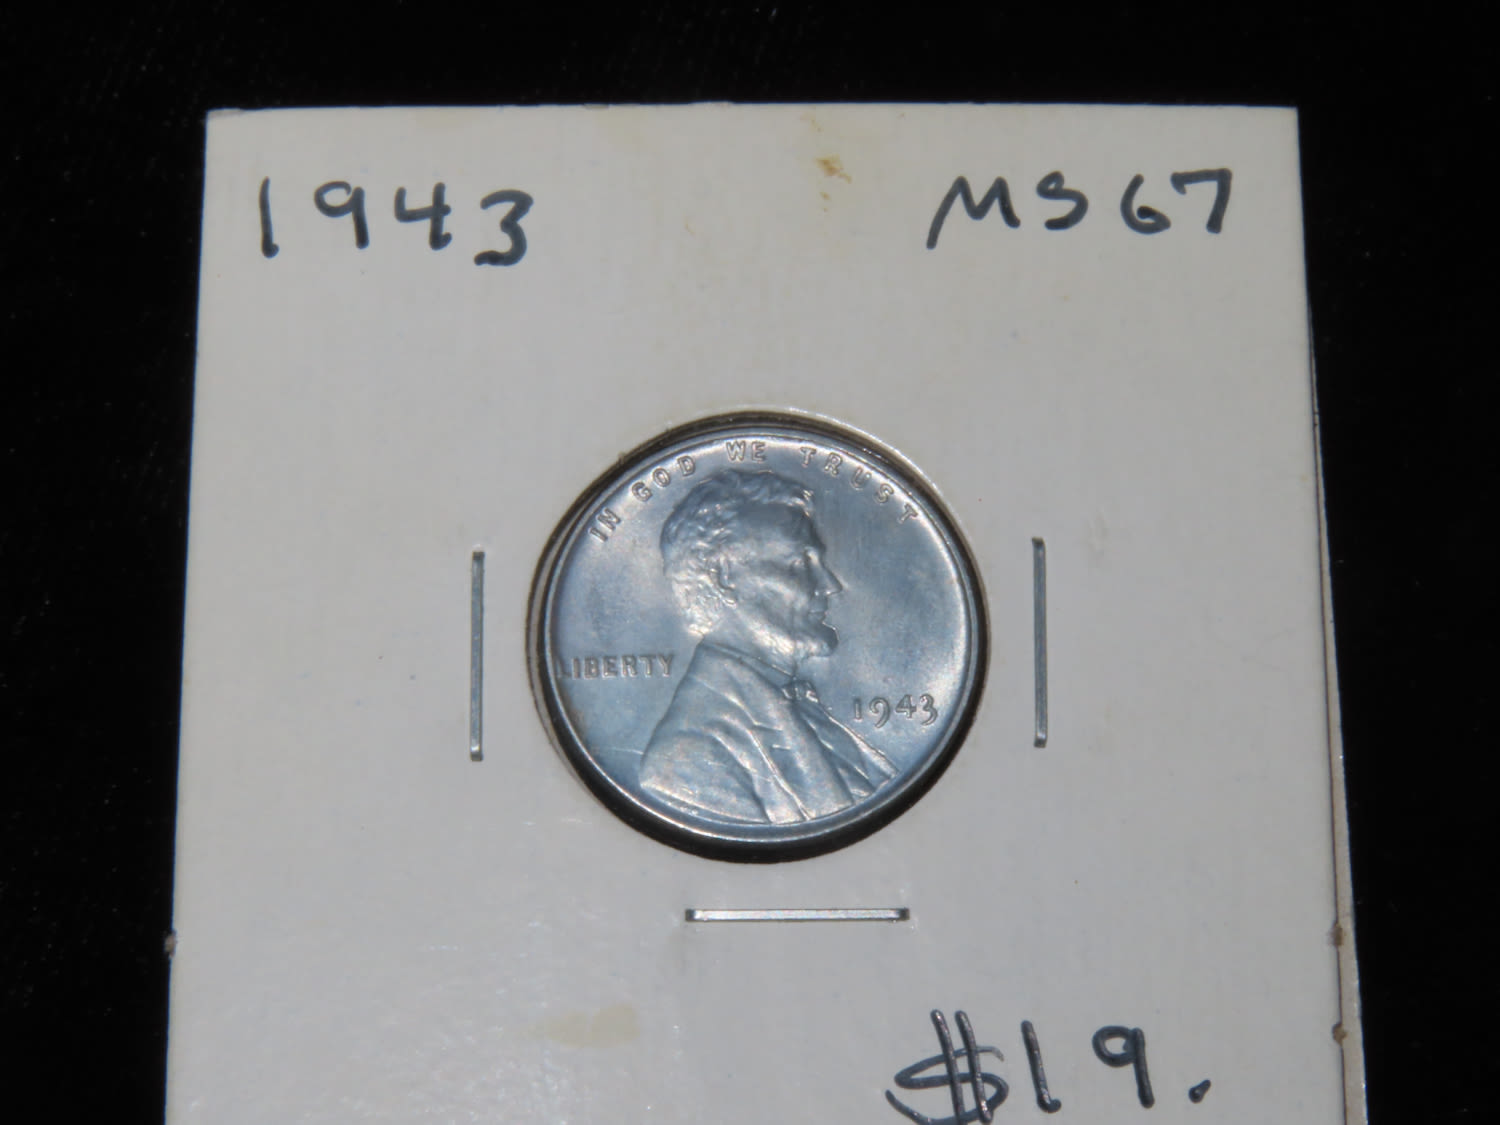 1943 MS67
IN GOD WE TRUST
LIBERTY
1943
$19.